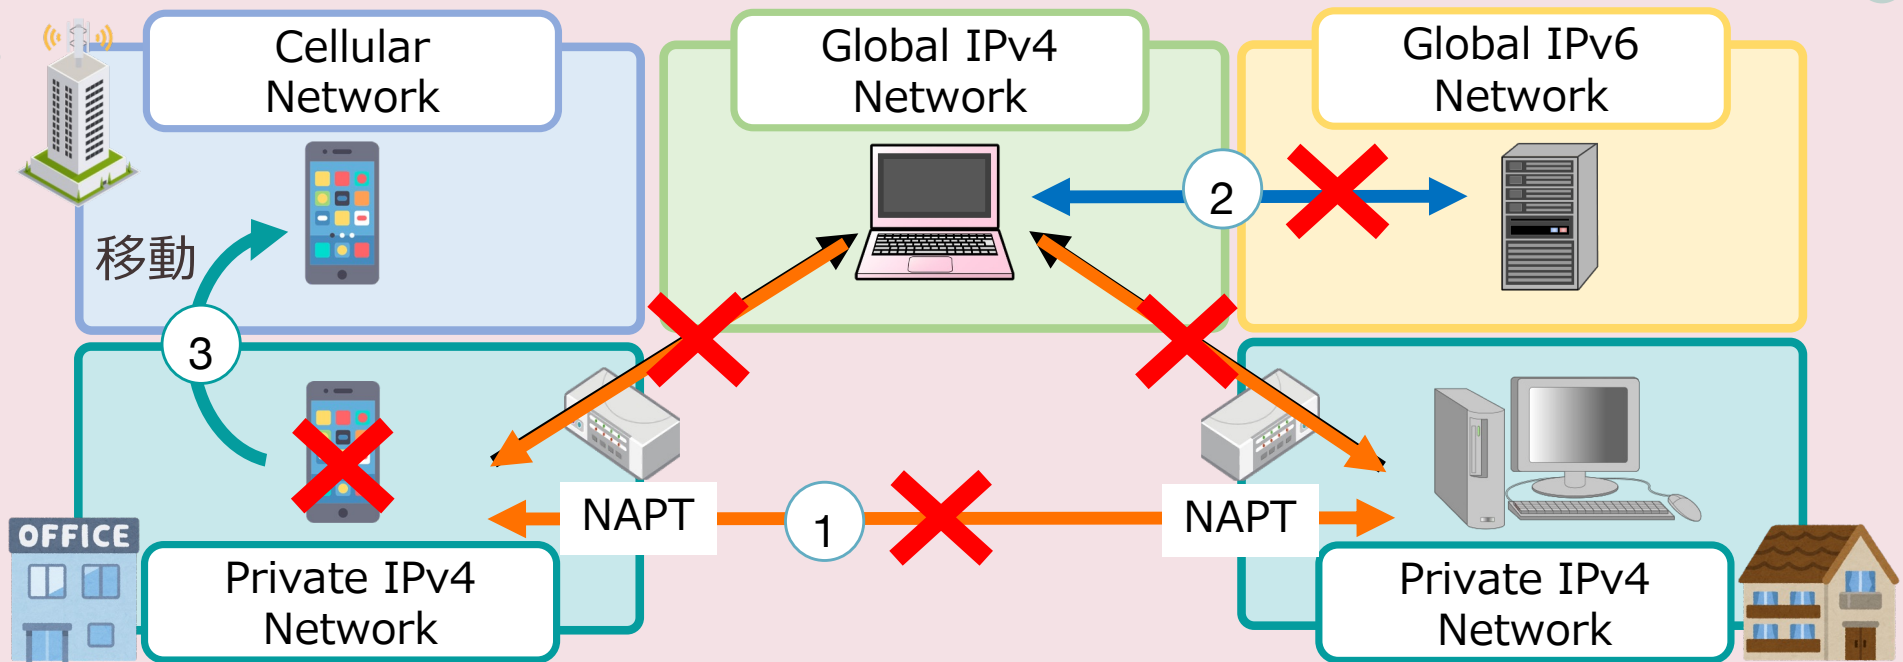 Cellular
Network
Global IPv4
Network
Global IPv6
Network
2
移動
3
OFFICE
NAPT
1
NAPT
Private IPv4
Network
Private IPv4
Network